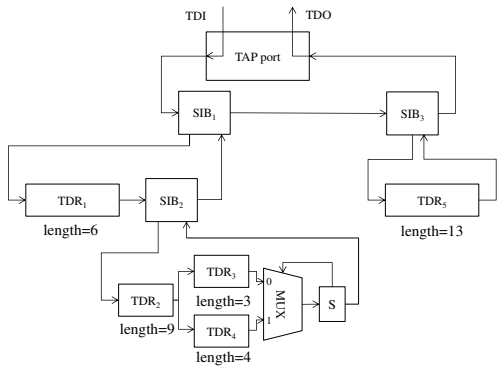 TDI
TDO
TAP port
SIB₁
SIB₃
TDR₁
SIB₂
TDR₅
length=6
length=13
TDR₃
0
TDR₂
length=3
MUX
S
TDR₄
1
length=9
length=4